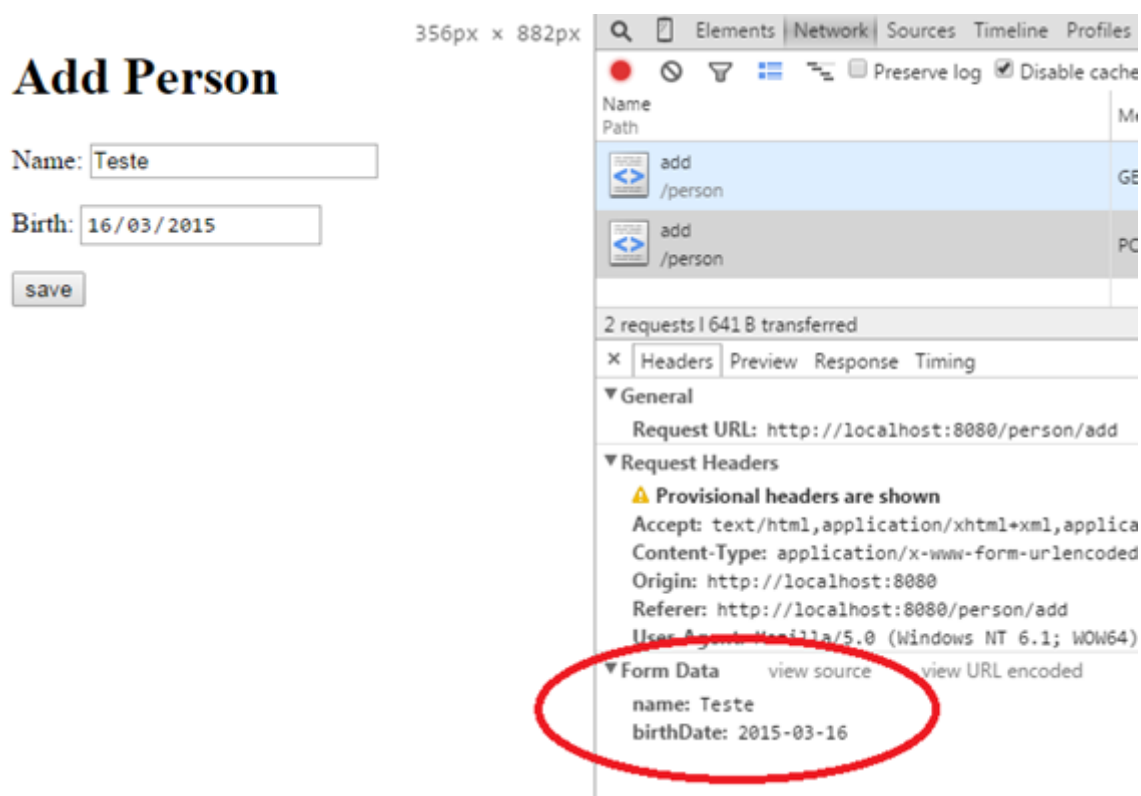 356px × 882px
Add Person
Name: Teste
Birth: 16/03/2015
save
Elements Network Sources Timeline Profiles
Preserve log Disable cache
Name
Path
add
/person
add
/person
2 requests | 641 B transferred
× Headers Preview Response Timing
▼General
Request URL: http://localhost:8080/person/add
▼Request Headers
Provisional headers are shown
Accept: text/html,application/xhtml+xml,applica
Content-Type: application/x-www-form-urlencoded
Origin: http://localhost:8080
Referer: http://localhost:8080/person/add
User-Agent: Mozilla/5.0 (Windows NT 6.1; WOW64)
▼Form Data view source view URL encoded
name: Teste
birthDate: 2015-03-16